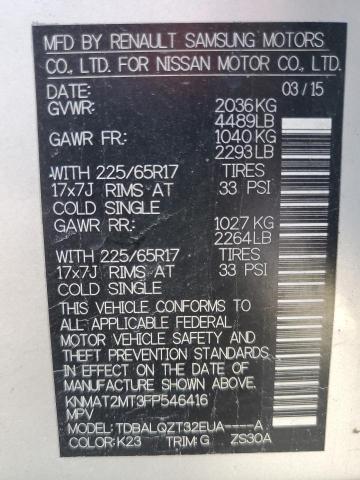 MFD BY RENAULT SAMSUNG MOTORS
CO., LTD. FOR NISSAN MOTOR CO., LTD.
DATE: 03/15
GVWR: 2036KG
4489LB
GAWR FR: 1040KG
2293LB
WITH 225/65R17 TIRES
17x7J RIMS AT 33 PSI
COLD SINGLE
GAWR RR: 1027 KG
2264LB
WITH 225/65R17 TIRES
17x7J RIMS AT 33 PSI
COLD SINGLE
THIS VEHICLE CONFORMS TO
ALL APPLICABLE FEDERAL
MOTOR VEHICLE SAFETY AND
THEFT PREVENTION STANDARDS
IN EFFECT ON THE DATE OF
MANUFACTURE SHOWN ABOVE.
KNMAT2MT3FP546416
MPV
MODEL: TDBALQZT32EUA----A
COLOR: K23 TRIM: G ZS30A